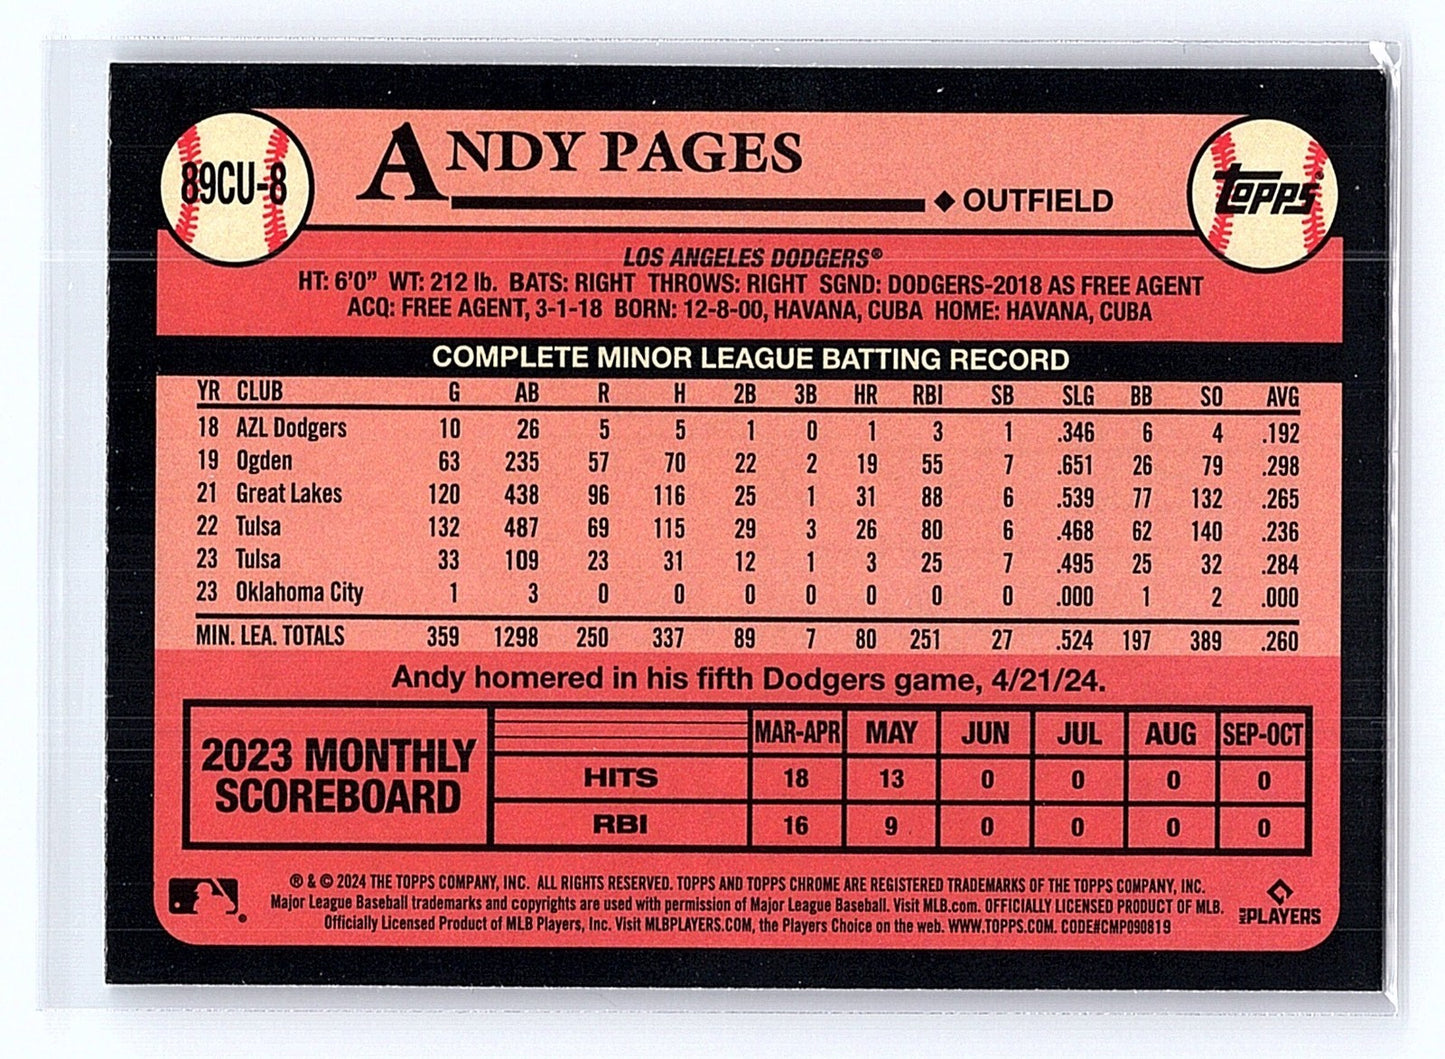 89CU-8
ANDY PAGES
◆ OUTFIELD
TOPPS®
LOS ANGELES DODGERS®
HT: 6'0" WT: 212 lb. BATS: RIGHT THROWS: RIGHT SGND: DODGERS-2018 AS FREE AGENT
ACQ: FREE AGENT, 3-1-18 BORN: 12-8-00, HAVANA, CUBA HOME: HAVANA, CUBA
COMPLETE MINOR LEAGUE BATTING RECORD
YR CLUB G AB R H 2B 3B HR RBI SB SLG BB SO AVG
18 AZL Dodgers 10 26 5 5 1 0 1 3 1 .346 6 4 .192
19 Ogden 63 235 57 70 22 2 19 55 7 .651 26 79 .298
21 Great Lakes 120 438 96 116 25 1 31 88 6 .539 77 132 .265
22 Tulsa 132 487 69 115 29 3 26 80 6 .468 62 140 .236
23 Tulsa 33 109 23 31 12 1 3 25 7 .495 25 32 .284
23 Oklahoma City 1 3 0 0 0 0 0 0 0 .000 1 2 .000
MIN. LEA. TOTALS 359 1298 250 337 89 7 80 251 27 .524 197 389 .260
Andy homered in his fifth Dodgers game, 4/21/24.
2023 MONTHLY
SCOREBOARD
MAR-APR MAY JUN JUL AUG SEP-OCT
HITS 18 13 0 0 0 0
RBI 16 9 0 0 0 0
® & © 2024 THE TOPPS COMPANY, INC. ALL RIGHTS RESERVED. TOPPS AND TOPPS CHROME ARE REGISTERED TRADEMARKS OF THE TOPPS COMPANY, INC.
Major League Baseball trademarks and copyrights are used with permission of Major League Baseball. Visit MLB.com. OFFICIALLY LICENSED PRODUCT OF MLB.
Officially Licensed Product of MLB Players, Inc. Visit MLBPLAYERS.COM, the Players Choice on the web. WWW.TOPPS.COM. CODE#CMP090819
MLB PLAYERS